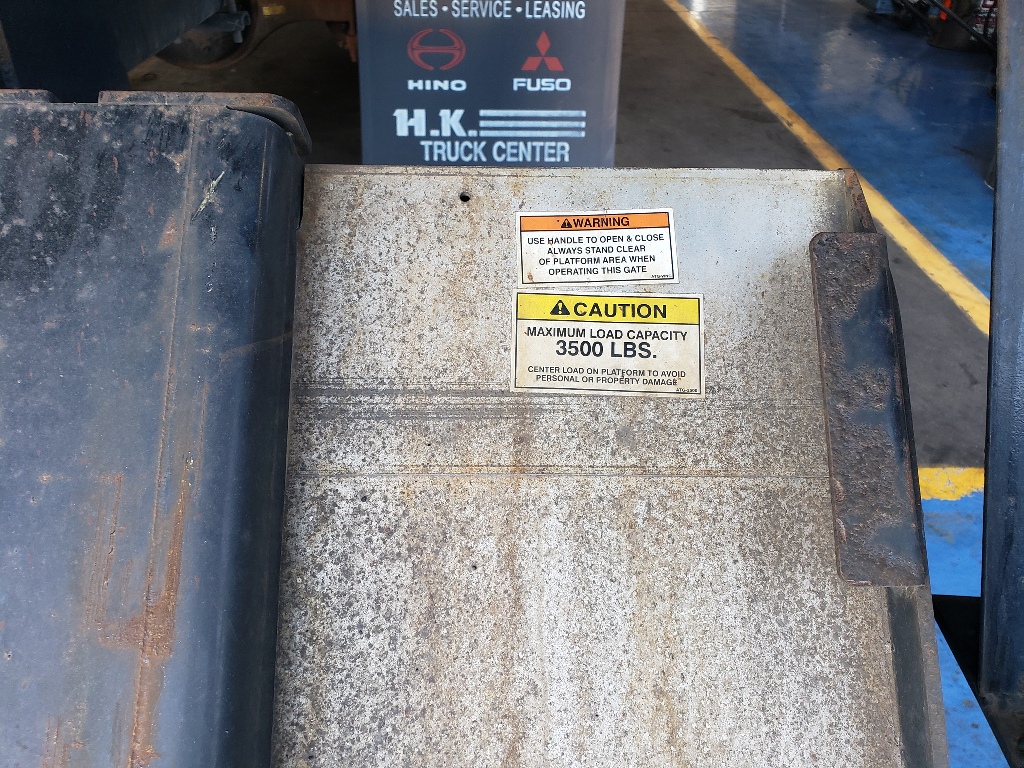 SALES • SERVICE • LEASING
HINO
FUSO
H.K.
TRUCK CENTER
WARNING
USE HANDLE TO OPEN & CLOSE
ALWAYS STAND CLEAR
OF PLATFORM AREA WHEN
OPERATING THIS GATE
CAUTION
MAXIMUM LOAD CAPACITY
3500 LBS.
CENTER LOAD ON PLATFORM TO AVOID
PERSONAL OR PROPERTY DAMAGE